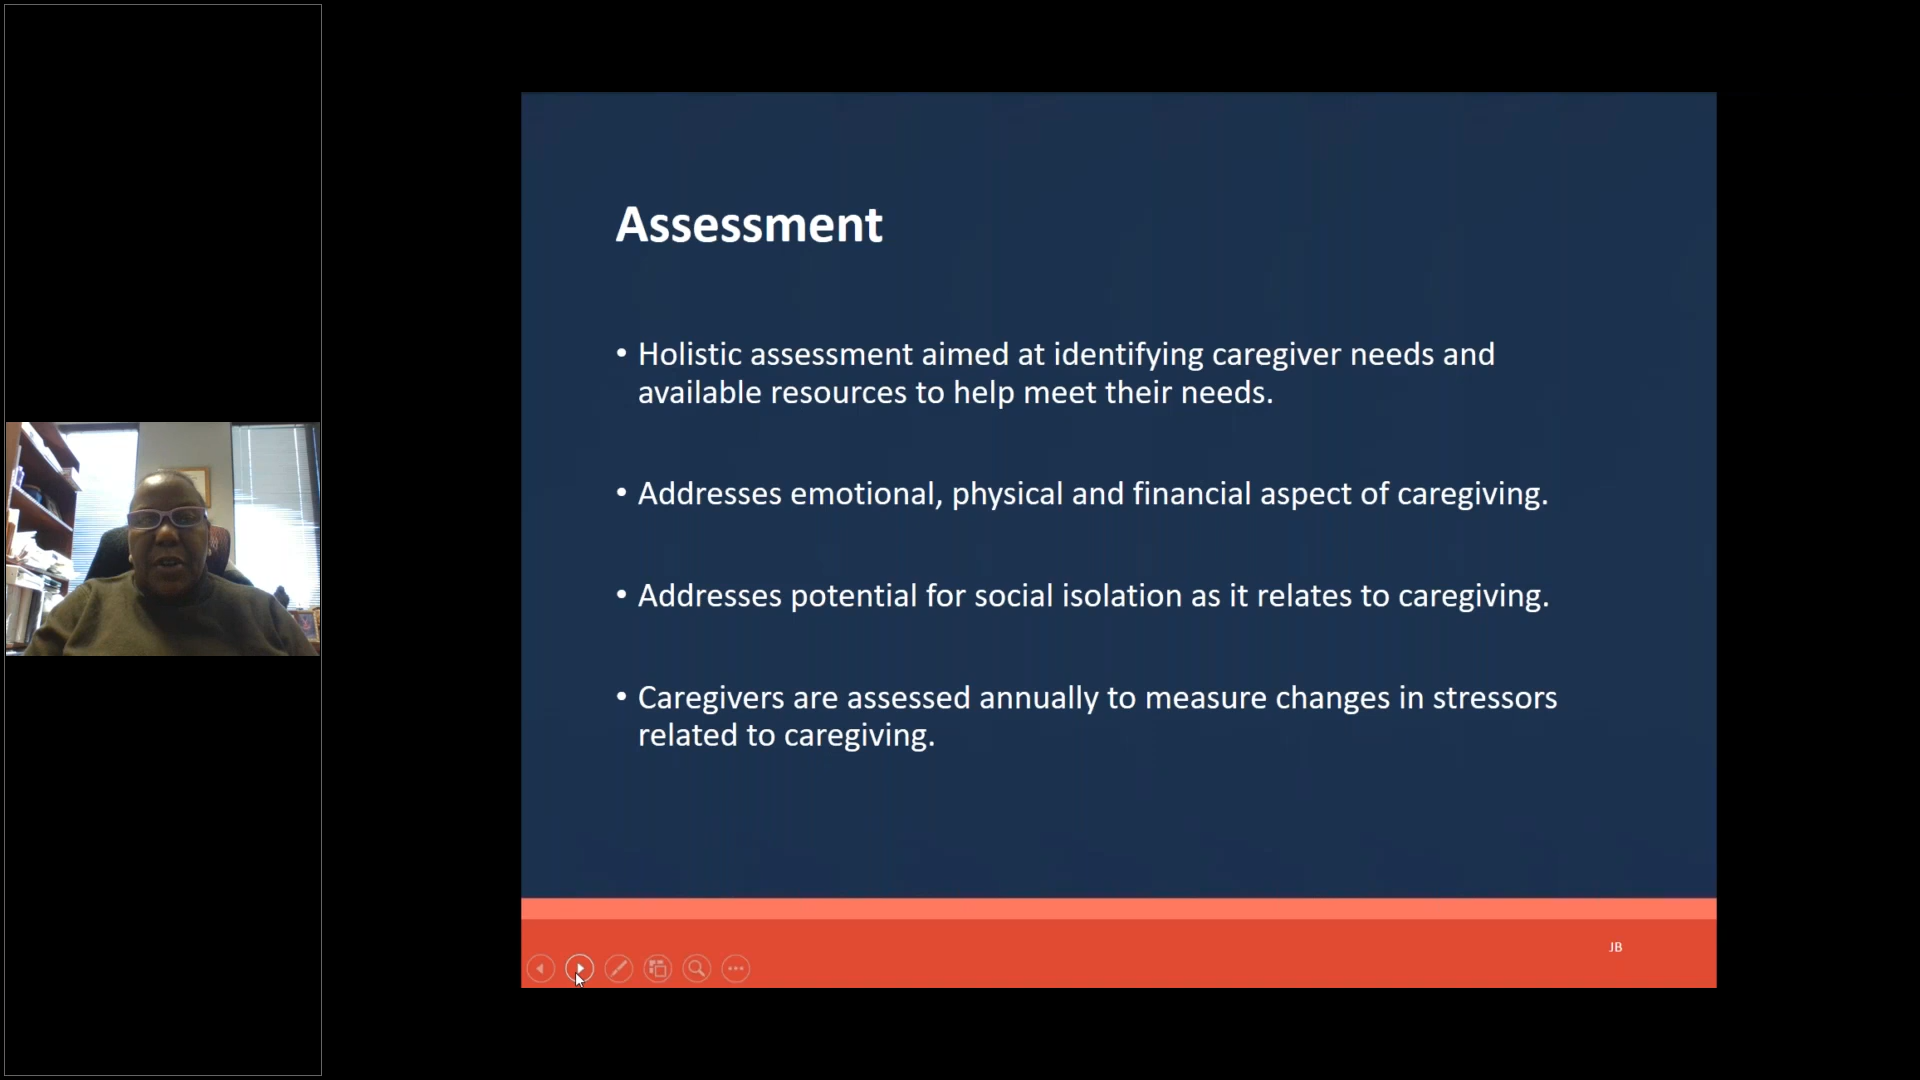 Assessment
• Holistic assessment aimed at identifying caregiver needs and
available resources to help meet their needs.
• Addresses emotional, physical and financial aspect of caregiving.
• Addresses potential for social isolation as it relates to caregiving.
• Caregivers are assessed annually to measure changes in stressors
related to caregiving.
JB